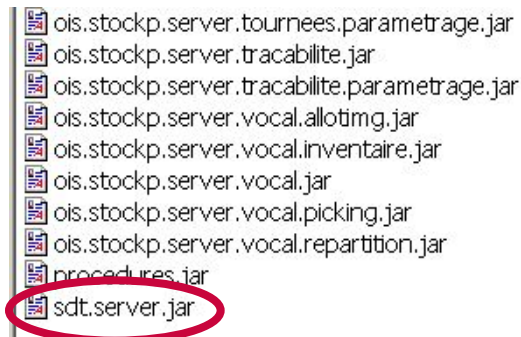 ois.stockp.server.tournees.parametrage.jar
ois.stockp.server.tracabilite.jar
ois.stockp.server.tracabilite.parametrage.jar
ois.stockp.server.vocal.allotimg.jar
ois.stockp.server.vocal.inventaire.jar
ois.stockp.server.vocal.jar
ois.stockp.server.vocal.picking.jar
ois.stockp.server.vocal.repartition.jar
procedures.jar
sdt.server.jar